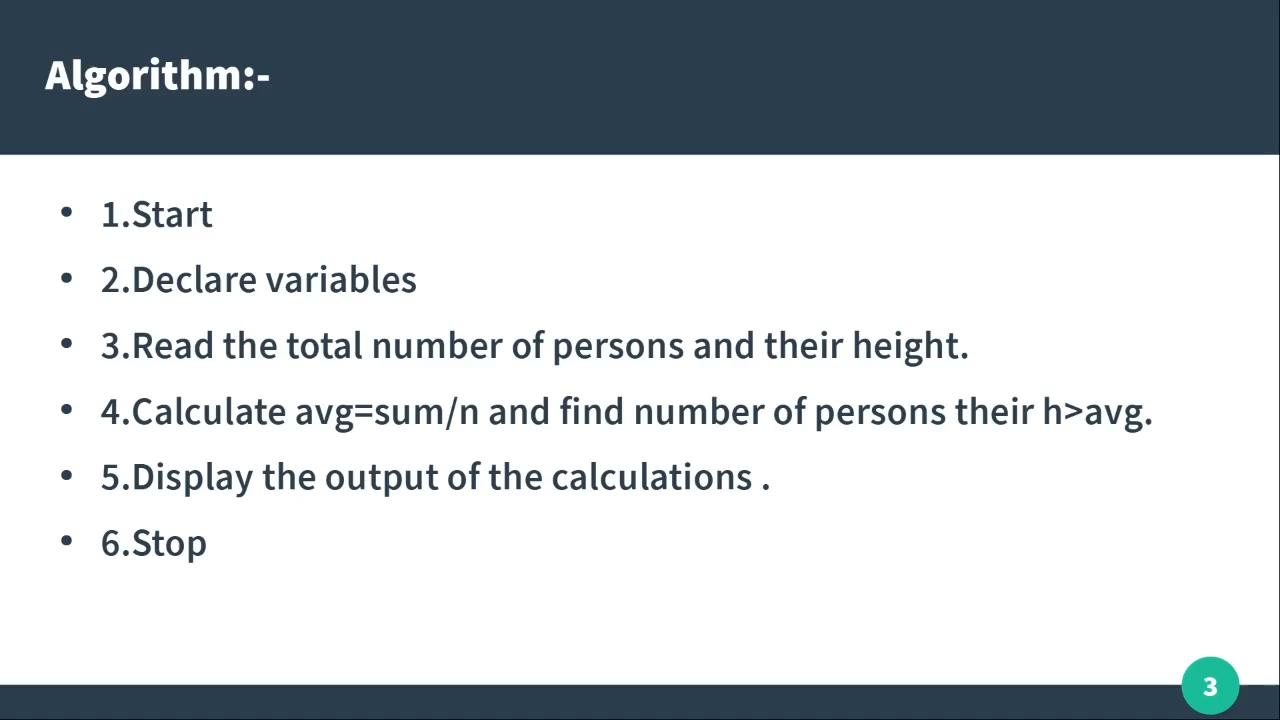 Algorithm:-
• 1.Start
• 2.Declare variables
• 3.Read the total number of persons and their height.
• 4.Calculate avg=sum/n and find number of persons their h>avg.
• 5.Display the output of the calculations .
• 6.Stop
3